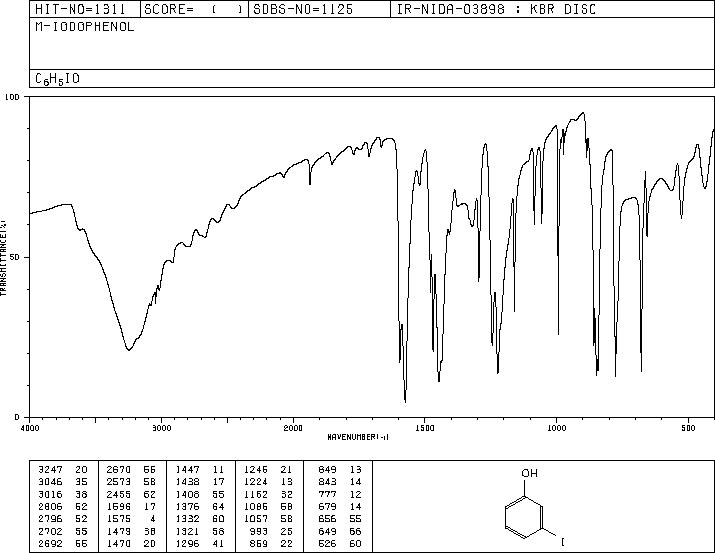 HIT-NO=1311 SCORE= ( ) SDBS-NO=1125 IR-NIDA-03898 : KBR DISC
M-IODOPHENOL
C6H5IO
100
50
0
TRANSMITTANCE(%)
4000 3000 2000 1500 1000 500
WAVENUMBER(-1)
3247 20 2670 56 1447 11 1246 21 849 13
3046 35 2573 58 1438 17 1224 13 843 14
3016 38 2455 62 1408 55 1162 32 777 12
2806 52 1596 17 1376 64 1086 58 679 14
2796 52 1575 4 1332 60 1057 58 656 55
2702 55 1479 38 1321 58 993 25 649 56
2692 55 1470 20 1296 41 859 22 526 60
OH
I